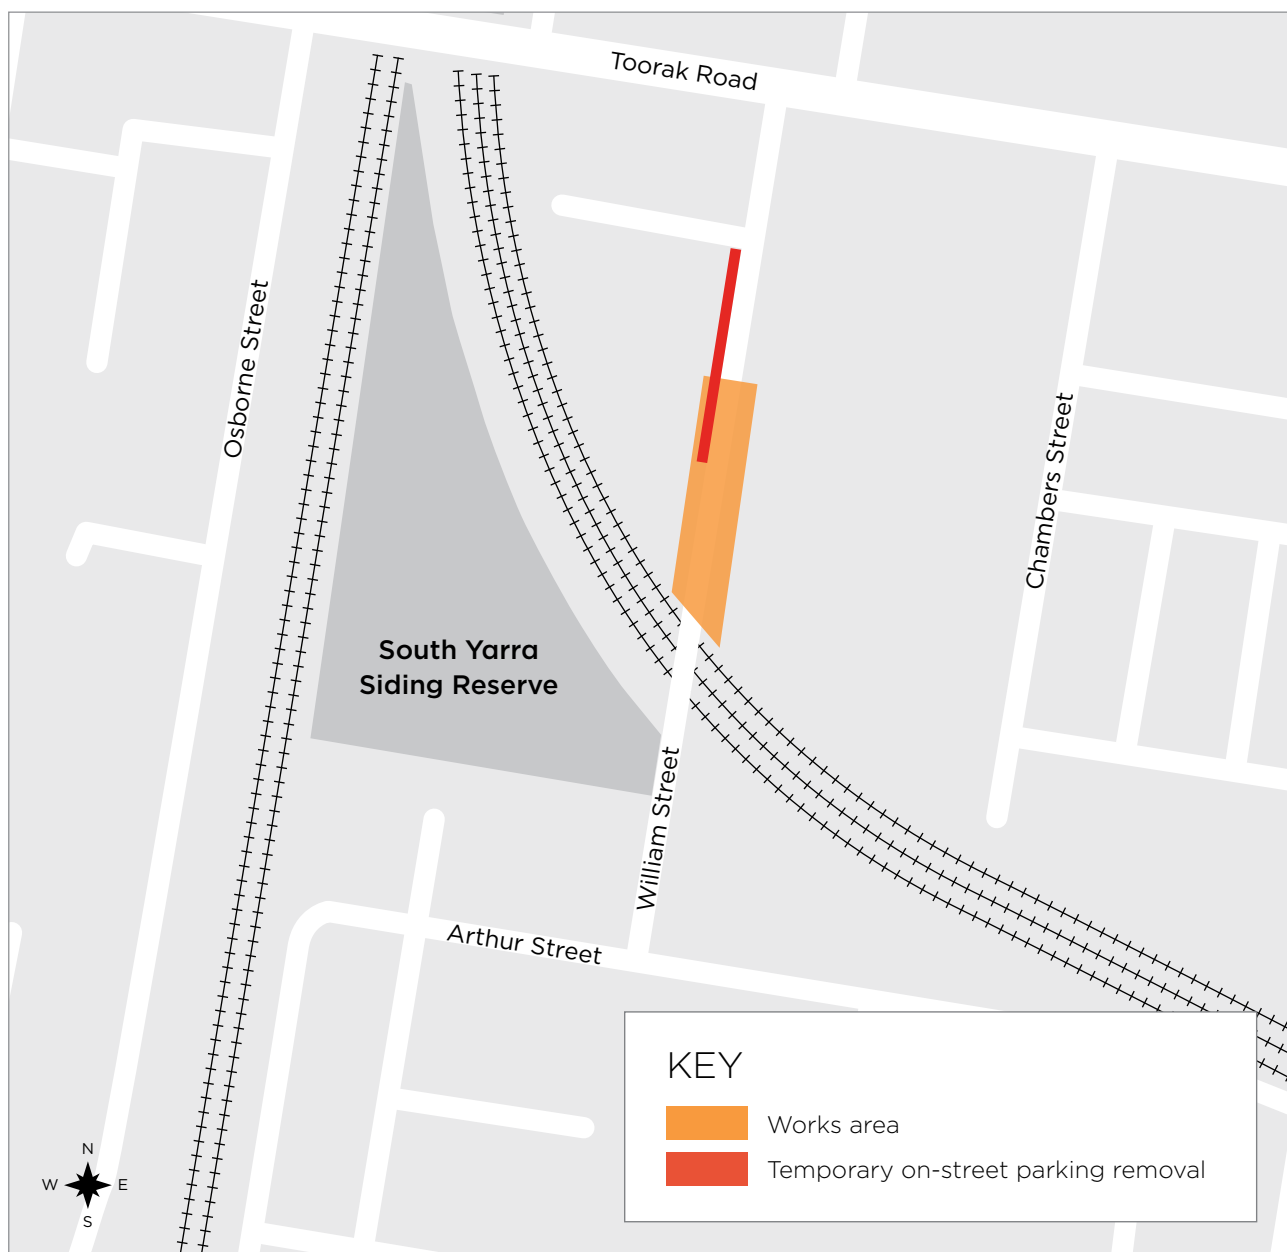 Toorak Road
Osborne Street
Chambers Street
South Yarra
Siding Reserve
William Street
Arthur Street
KEY
Works area
Temporary on-street parking removal
N
W E
S